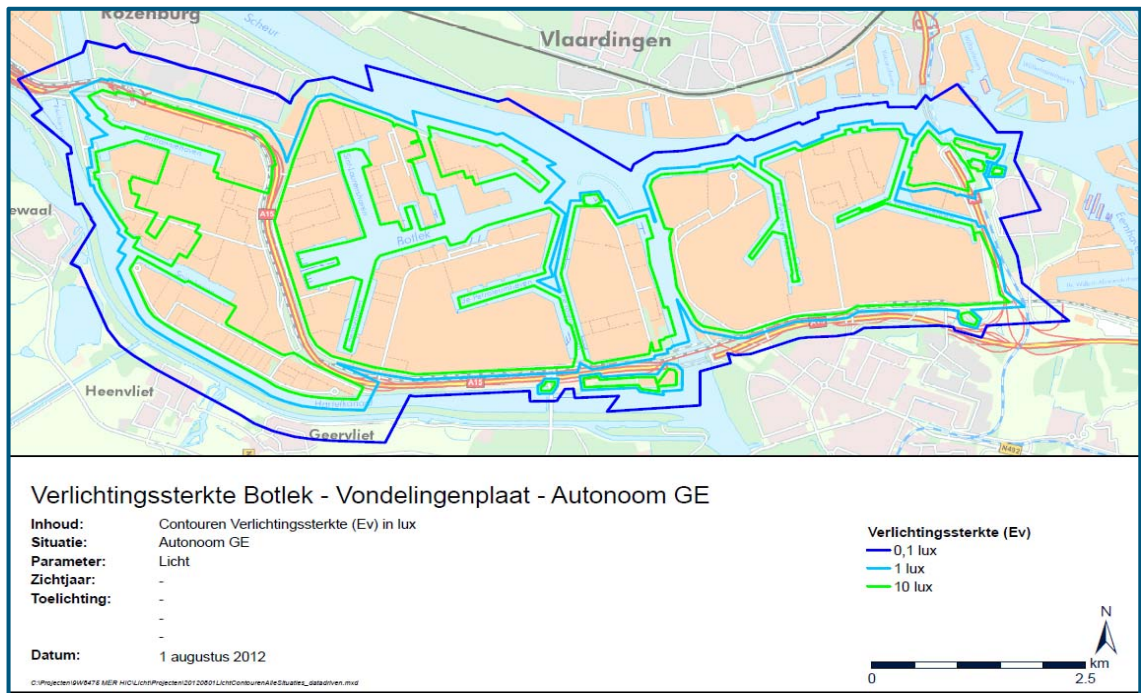 Rozenburg
Scheur
Vlaardingen
ewaal
A15
Botlek
Heenvliet
Geervliet
A15
N492
Verlichtingssterkte Botlek - Vondelingenplaat - Autonoom GE
Inhoud: Contouren Verlichtingssterkte (Ev) in lux
Situatie: Autonoom GE
Parameter: Licht
Zichtjaar: -
Toelichting: -
-
-
Datum: 1 augustus 2012
Verlichtingssterkte (Ev)
0,1 lux
1 lux
10 lux
N
km
0 2.5